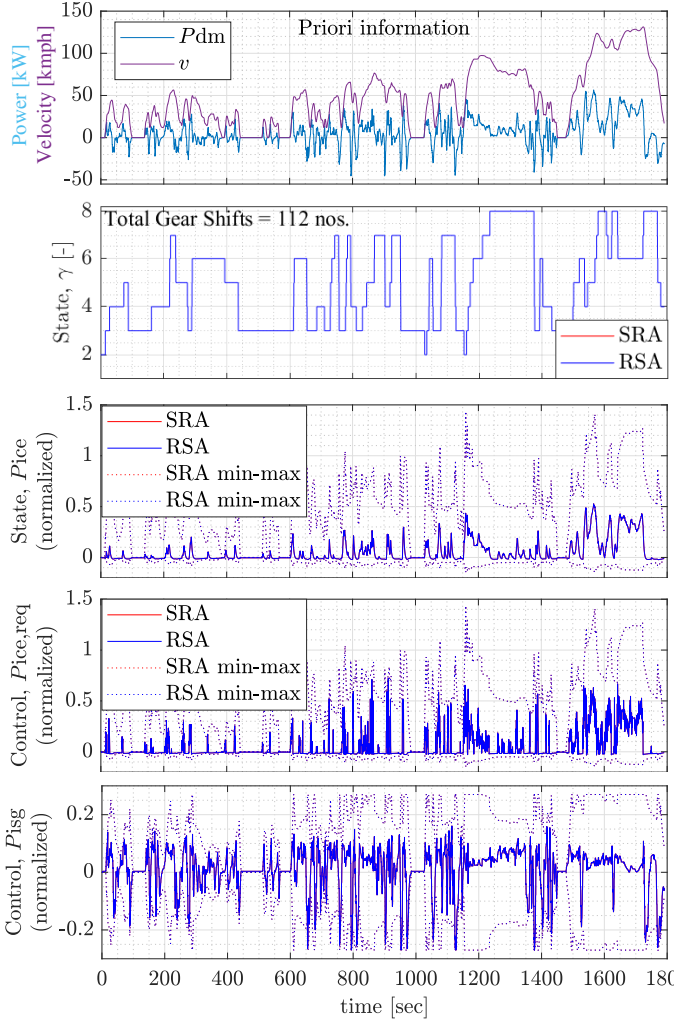 Priori information
Pdm
v
150
100
50
0
-50
Power [kW]
Velocity [kmph]
Total Gear Shifts = 112 nos.
8
6
4
2
State, γ [-]
SRA
RSA
1.5
1
0.5
0
State, Pice
(normalized)
SRA
RSA
SRA min-max
RSA min-max
1.5
1
0.5
0
Control, Pice,req
(normalized)
SRA
RSA
SRA min-max
RSA min-max
0.2
0
-0.2
Control, Pisg
(normalized)
0 200 400 600 800 1000 1200 1400 1600 180
time [sec]